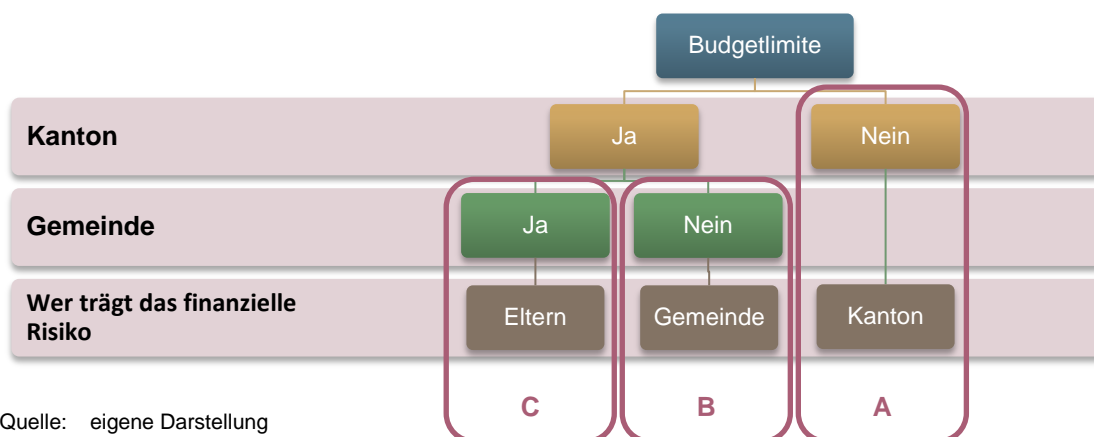 Budgetlimite
Kanton
Ja
Nein
Gemeinde
Ja
Nein
Wer trägt das finanzielle
Risiko
Eltern
Gemeinde
Kanton
C
B
A
Quelle: eigene Darstellung